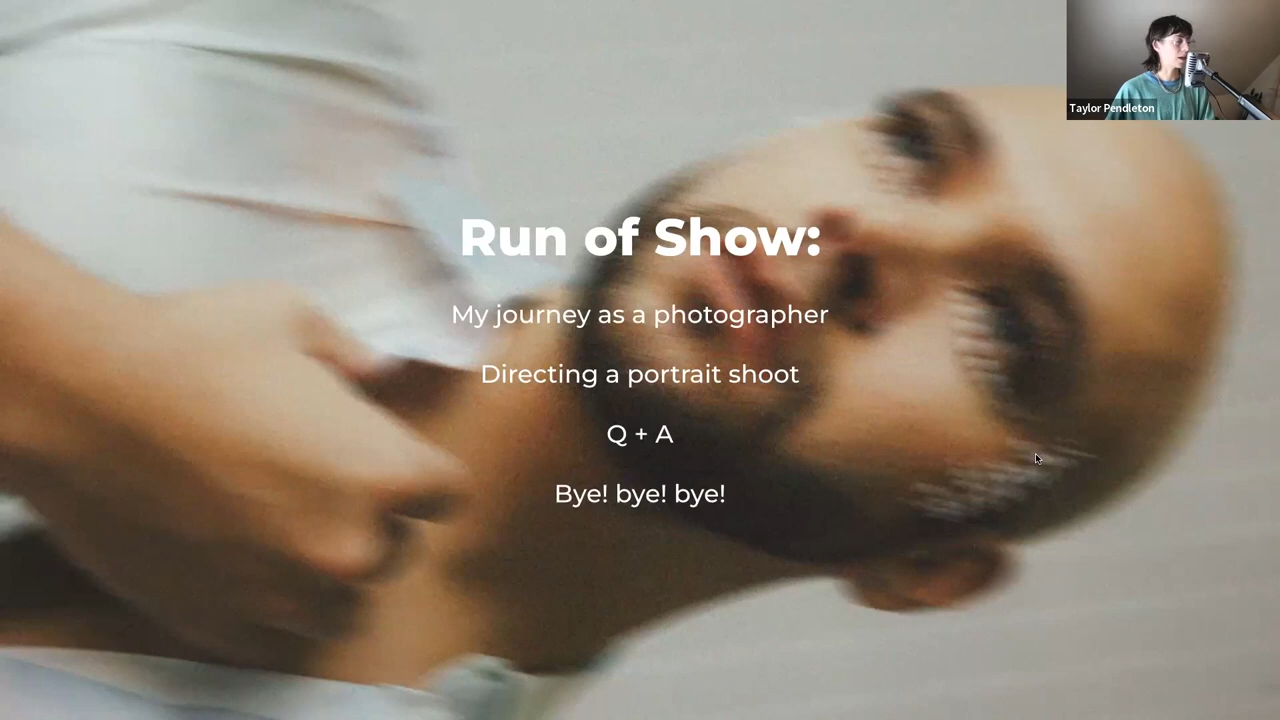 Taylor Pendleton
Run of Show:
My journey as a photographer
Directing a portrait shoot
Q + A
Bye! bye! bye!